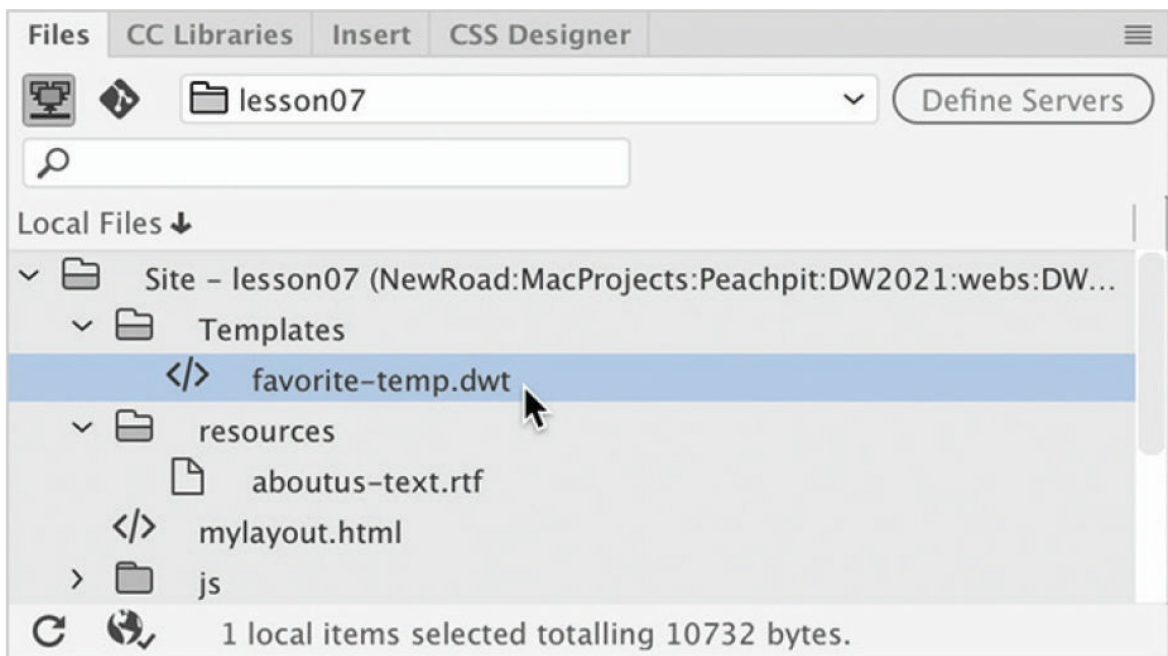 Files CC Libraries Insert CSS Designer
lesson07 Define Servers
Local Files
Site – lesson07 (NewRoad:MacProjects:Peachpit:DW2021:webs:DW...
Templates
favorite-temp.dwt
resources
aboutus-text.rtf
mylayout.html
js
1 local items selected totalling 10732 bytes.